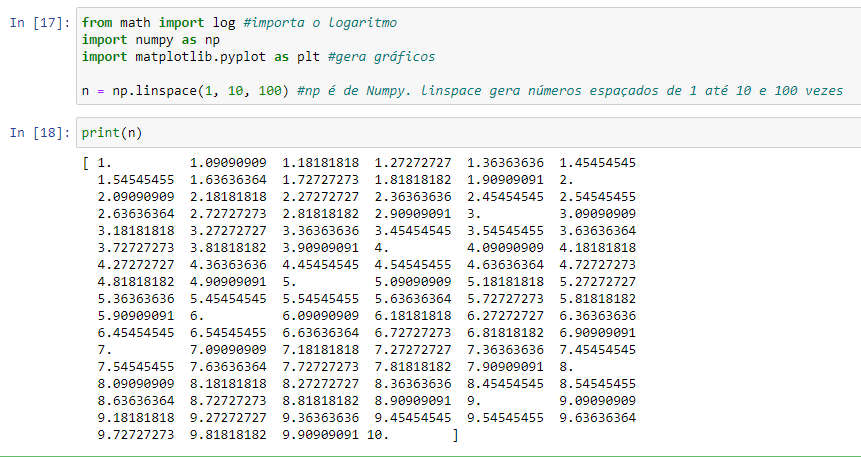 In [17]: from math import log #importa o logaritmo
import numpy as np
import matplotlib.pyplot as plt #gera gráficos
n = np.linspace(1, 10, 100) #np é de Numpy. linspace gera números espaçados de 1 até 10 e 100 vezes
In [18]: print(n)
[ 1. 1.09090909 1.18181818 1.27272727 1.36363636 1.45454545
1.54545455 1.63636364 1.72727273 1.81818182 1.90909091 2.
2.09090909 2.18181818 2.27272727 2.36363636 2.45454545 2.54545455
2.63636364 2.72727273 2.81818182 2.90909091 3. 3.09090909
3.18181818 3.27272727 3.36363636 3.45454545 3.54545455 3.63636364
3.72727273 3.81818182 3.90909091 4. 4.09090909 4.18181818
4.27272727 4.36363636 4.45454545 4.54545455 4.63636364 4.72727273
4.81818182 4.90909091 5. 5.09090909 5.18181818 5.27272727
5.36363636 5.45454545 5.54545455 5.63636364 5.72727273 5.81818182
5.90909091 6. 6.09090909 6.18181818 6.27272727 6.36363636
6.45454545 6.54545455 6.63636364 6.72727273 6.81818182 6.90909091
7. 7.09090909 7.18181818 7.27272727 7.36363636 7.45454545
7.54545455 7.63636364 7.72727273 7.81818182 7.90909091 8.
8.09090909 8.18181818 8.27272727 8.36363636 8.45454545 8.54545455
8.63636364 8.72727273 8.81818182 8.90909091 9. 9.09090909
9.18181818 9.27272727 9.36363636 9.45454545 9.54545455 9.63636364
9.72727273 9.81818182 9.90909091 10. ]